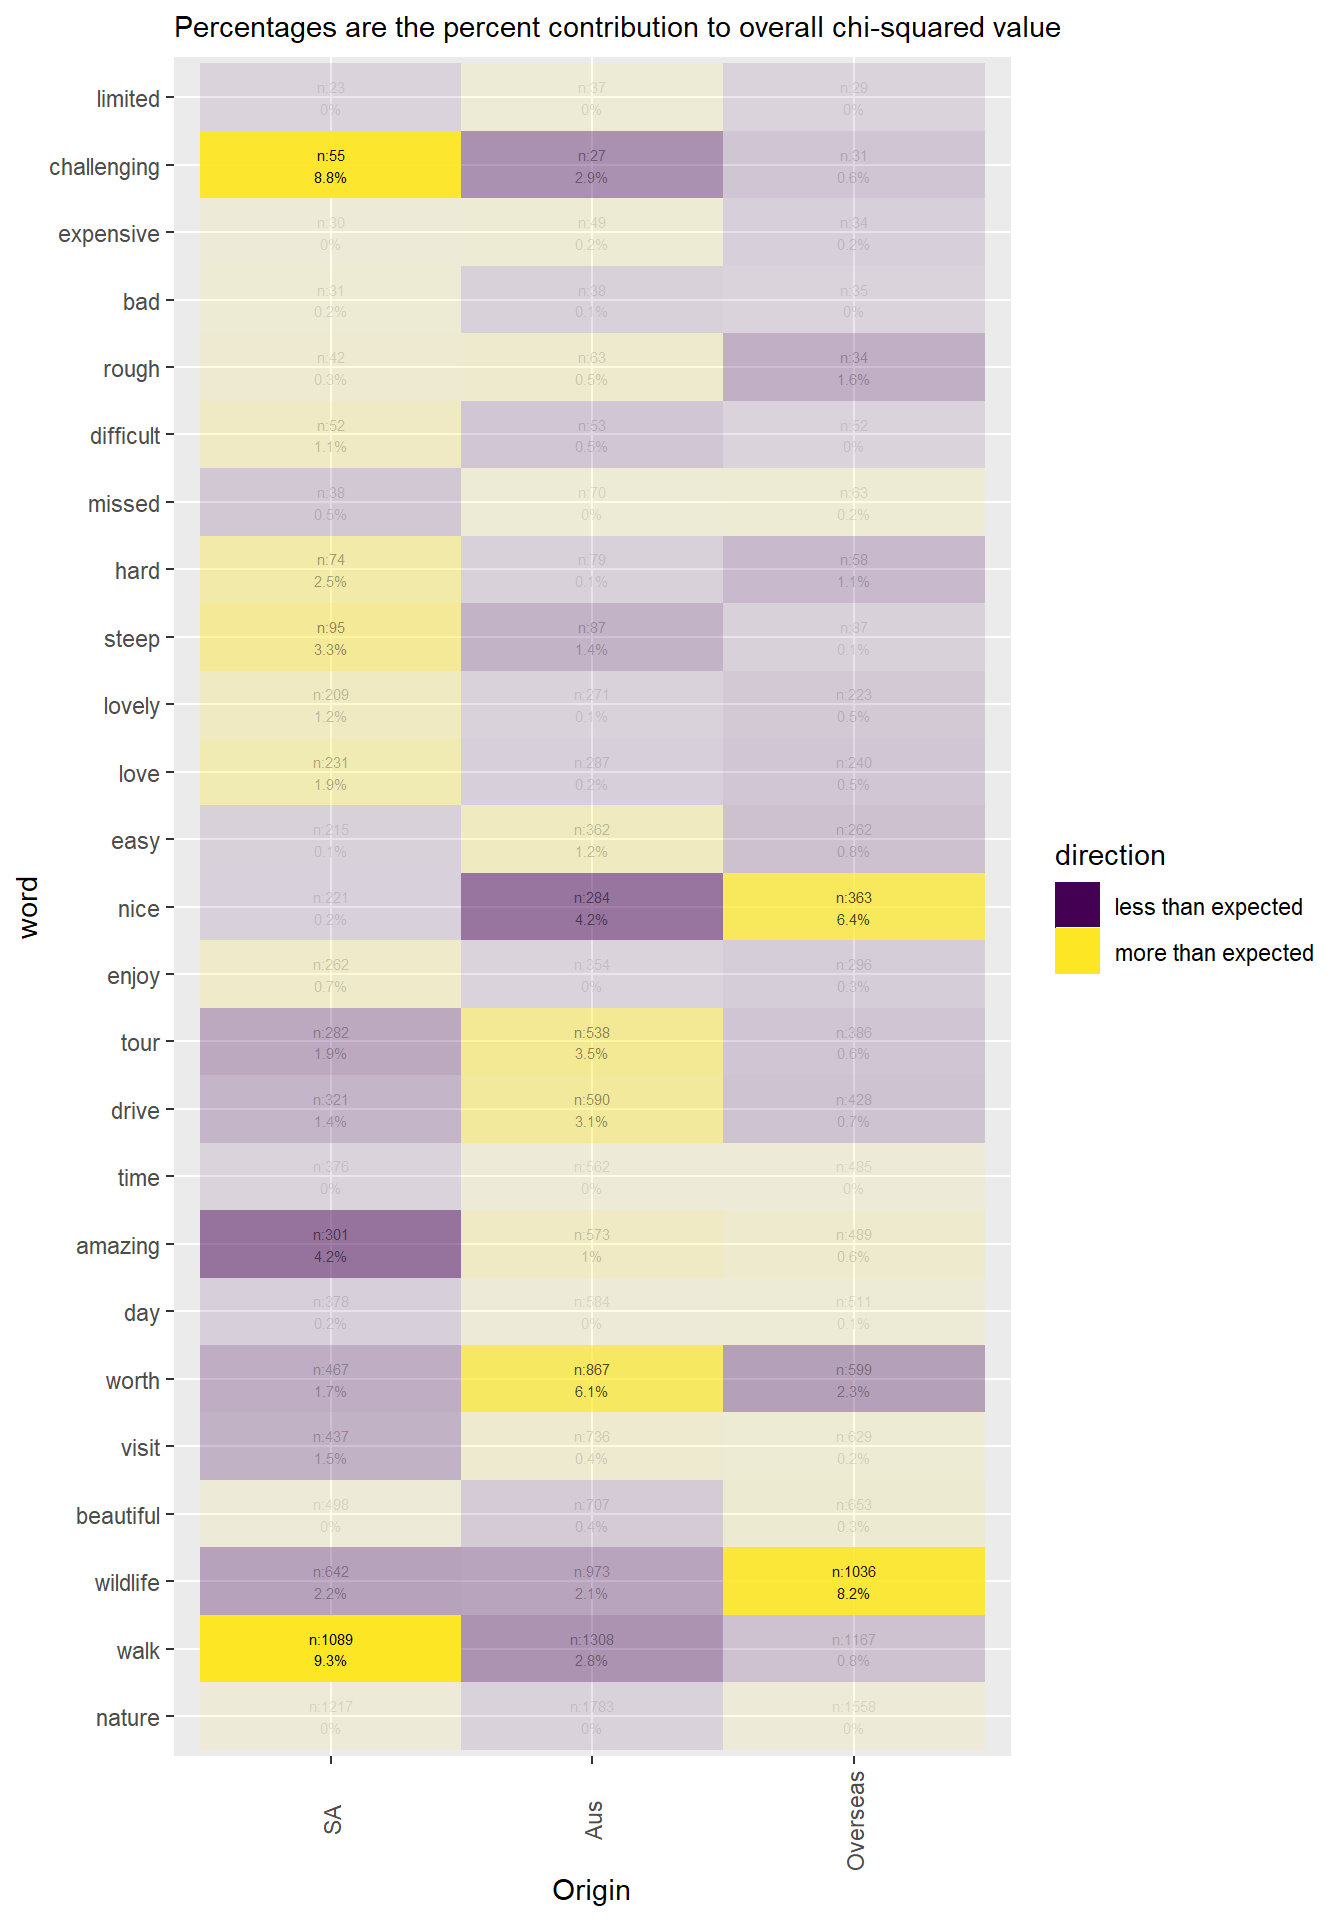 Percentages are the percent contribution to overall chi-squared value
limited
n:23
n:37
n:29
0%
0%
0%
challenging
n:55
n:27
n:31
8.8%
2.9%
0.6%
expensive
n:30
n:49
n:34
0%
0.2%
0.2%
bad
n:31
n:38
n:35
0.2%
0.1%
0%
rough
n:42
n:63
n:34
0.3%
0.5%
1.6%
difficult
n:52
n:53
n:52
1.1%
0.5%
0%
missed
n:38
n:70
n:63
0.5%
0%
0.2%
hard
n:74
n:79
n:58
2.5%
0.1%
1.1%
steep
n:95
n:87
n:87
3.3%
1.4%
0.1%
lovely
n:209
n:271
n:223
1.2%
0.1%
0.5%
love
n:231
n:287
n:240
1.9%
0.2%
0.5%
easy
n:215
n:362
n:262
0.1%
1.2%
0.8%
nice
n:221
n:284
n:363
0.2%
4.2%
6.4%
enjoy
n:262
n:354
n:296
0.7%
0%
0.3%
tour
n:282
n:538
n:386
1.9%
3.5%
0.6%
drive
n:321
n:590
n:428
1.4%
3.1%
0.7%
time
n:376
n:562
n:485
0%
0%
0%
amazing
n:301
n:573
n:489
4.2%
1%
0.6%
day
n:378
n:584
n:511
0.2%
0%
0.1%
worth
n:467
n:867
n:599
1.7%
6.1%
2.3%
visit
n:437
n:736
n:629
1.5%
0.4%
0.2%
beautiful
n:498
n:707
n:653
0%
0.4%
0.3%
wildlife
n:642
n:973
n:1036
2.2%
2.1%
8.2%
walk
n:1089
n:1308
n:1167
9.3%
2.8%
0.8%
nature
n:1217
n:1783
n:1558
0%
0%
0%
word
SA
Aus
Overseas
Origin
direction
less than expected
more than expected